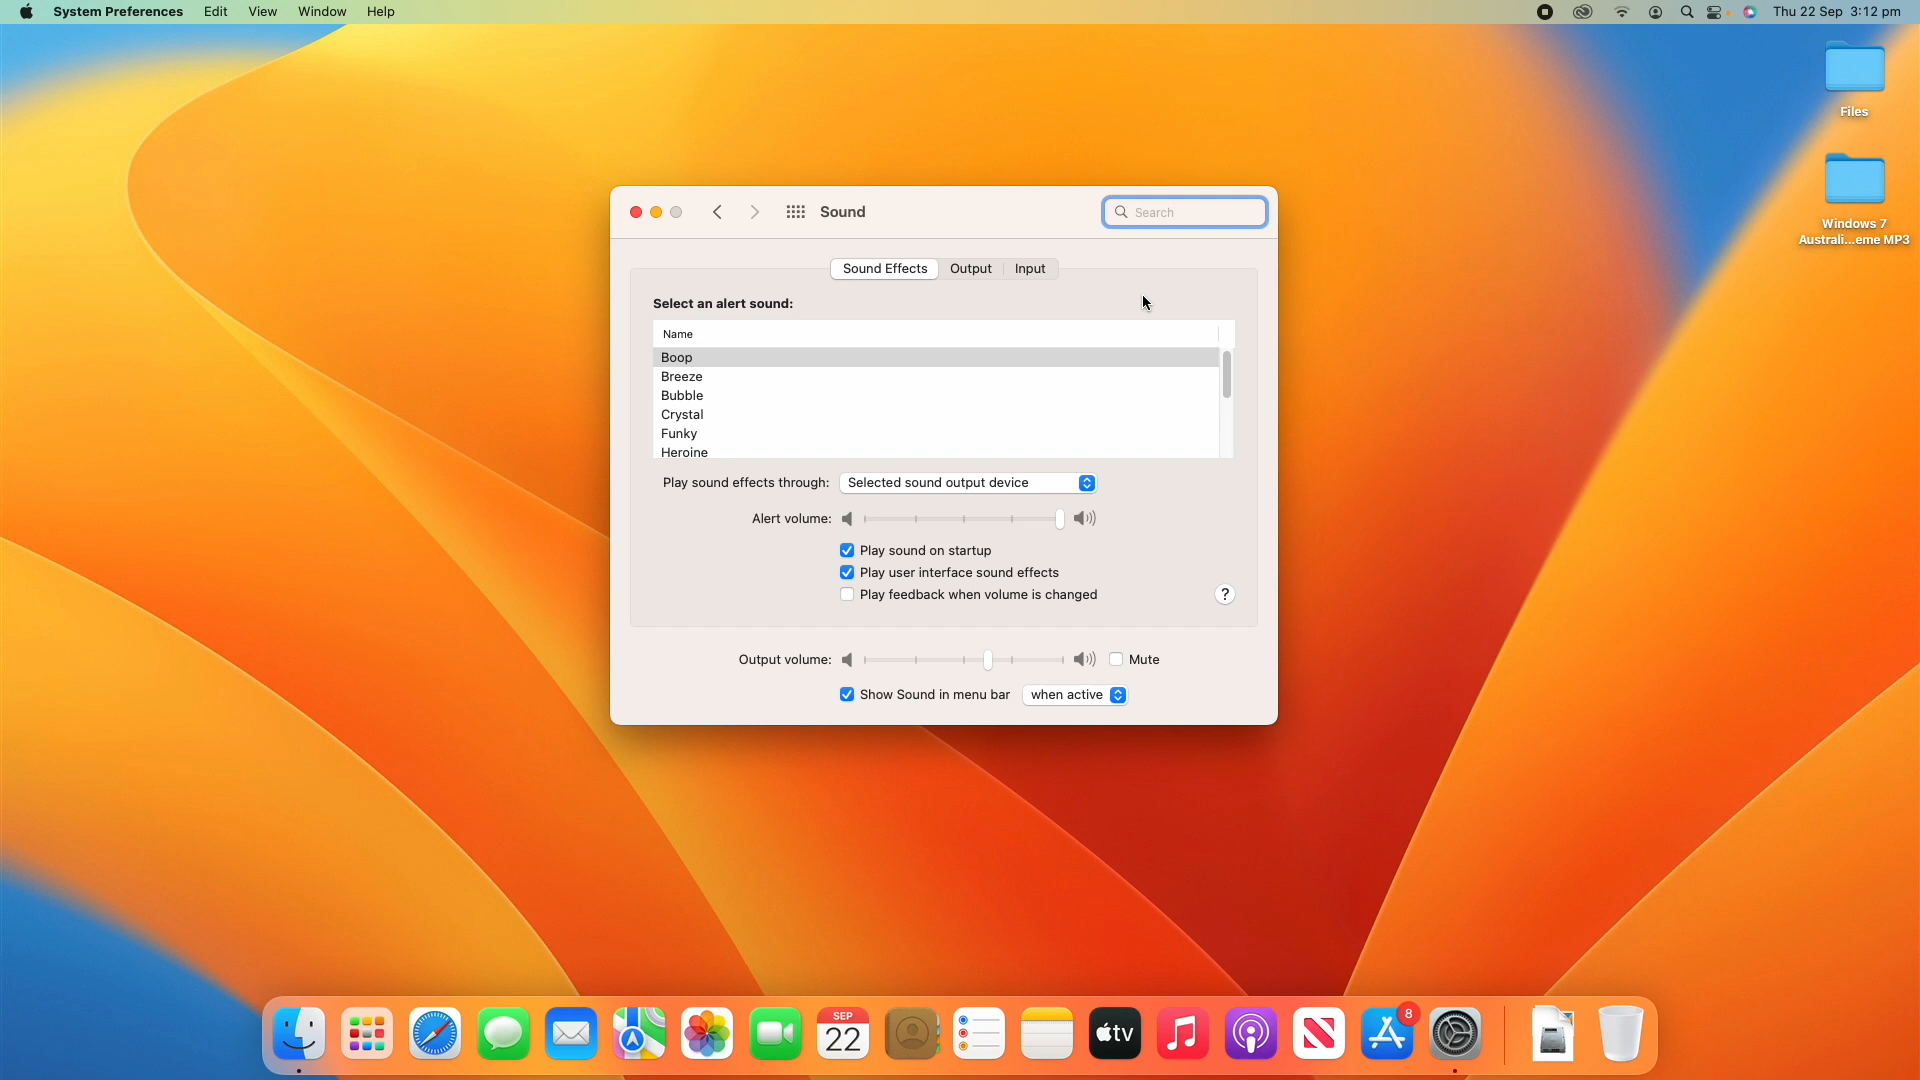 System Preferences Edit View Window Help
Thu 22 Sep 3:12 pm
Files
Windows 7
Australi...eme MP3
Sound
Search
Sound Effects Output Input
Select an alert sound:
Name
Boop
Breeze
Bubble
Crystal
Funky
Heroine
Play sound effects through: Selected sound output device
Alert volume:
Play sound on startup
Play user interface sound effects
Play feedback when volume is changed
?
Output volume: Mute
Show Sound in menu bar when active
SEP
22
tv
8